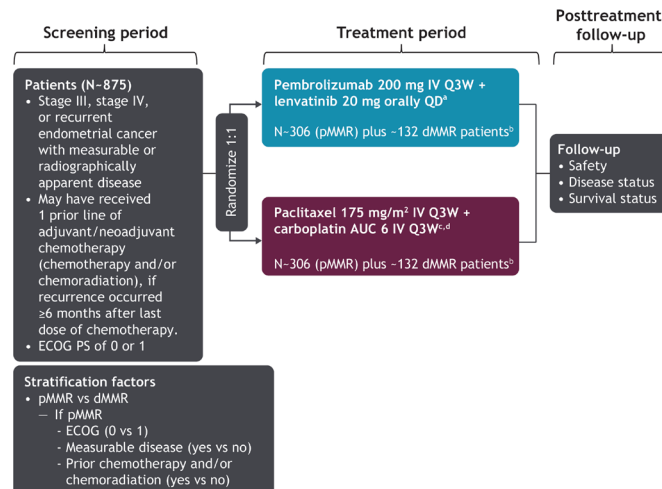 Screening period
Treatment period
Posttreatment
follow-up
Patients (N~875)
• Stage III, stage IV,
or recurrent
endometrial cancer
with measurable or
radiographically
apparent disease
• May have received
1 prior line of
adjuvant/neoadjuvant
chemotherapy
(chemotherapy and/or
chemoradiation), if
recurrence occurred
≥6 months after last
dose of chemotherapy.
• ECOG PS of 0 or 1
Stratification factors
• pMMR vs dMMR
— If pMMR
- ECOG (0 vs 1)
- Measurable disease (yes vs no)
- Prior chemotherapy and/or
chemoradiation (yes vs no)
Randomize 1:1
Pembrolizumab 200 mg IV Q3W +
lenvatinib 20 mg orally QDᵃ
N~306 (pMMR) plus ~132 dMMR patientsᵇ
Paclitaxel 175 mg/m² IV Q3W +
carboplatin AUC 6 IV Q3Wᶜ,ᵈ
N~306 (pMMR) plus ~132 dMMR patientsᵇ
Follow-up
• Safety
• Disease status
• Survival status